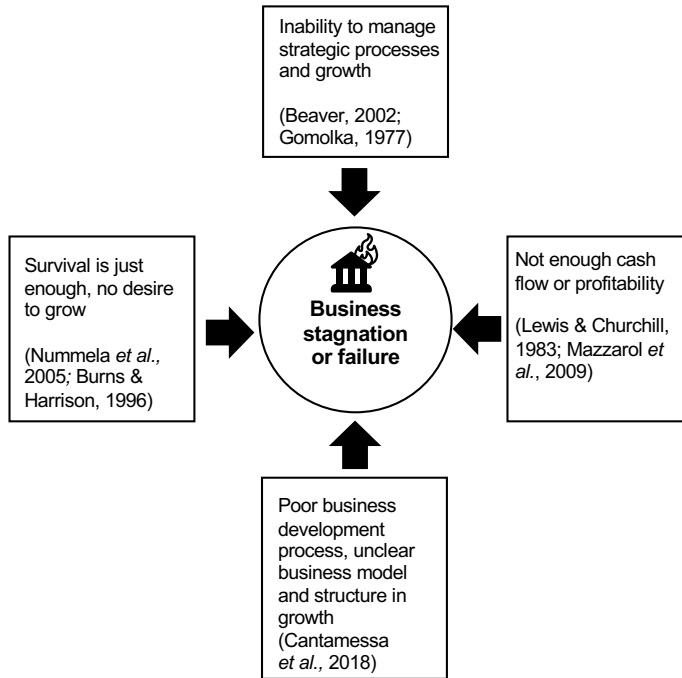 Inability to manage
strategic processes
and growth
(Beaver, 2002;
Gomolka, 1977)
Survival is just
enough, no desire
to grow
(Nummela et al.,
2005; Burns &
Harrison, 1996)
Business
stagnation
or failure
Not enough cash
flow or profitability
(Lewis & Churchill,
1983; Mazzarol et
al., 2009)
Poor business
development
process, unclear
business model
and structure in
growth
(Cantamessa
et al., 2018)